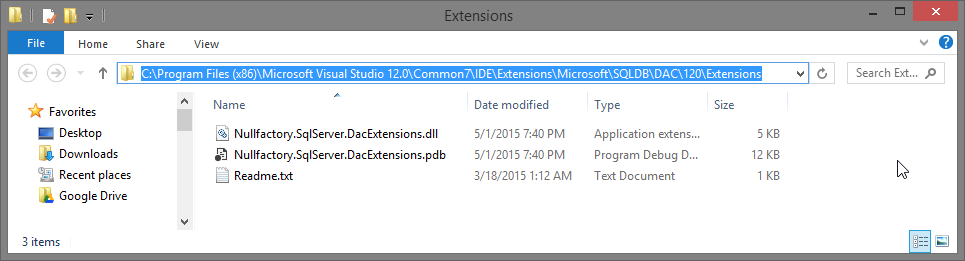 Extensions
File Home Share View
C:\Program Files (x86)\Microsoft Visual Studio 12.0\Common7\IDE\Extensions\Microsoft\SQLDB\DAC\120\Extensions
Search Ext...
Favorites
Desktop
Downloads
Recent places
Google Drive
Name Date modified Type Size
Nullfactory.SqlServer.DacExtensions.dll 5/1/2015 7:40 PM Application extens... 5 KB
Nullfactory.SqlServer.DacExtensions.pdb 5/1/2015 7:40 PM Program Debug D... 12 KB
Readme.txt 3/18/2015 1:12 AM Text Document 1 KB
3 items